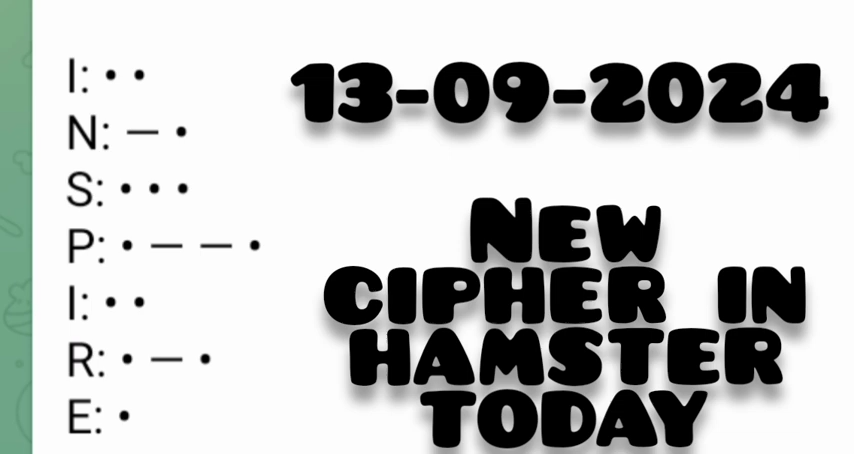 I: • •
N: — •
S: • • •
P: • — — •
I: • •
R: • — •
E: •
13-09-2024
NEW
CIPHER IN
HAMSTER
TODAY